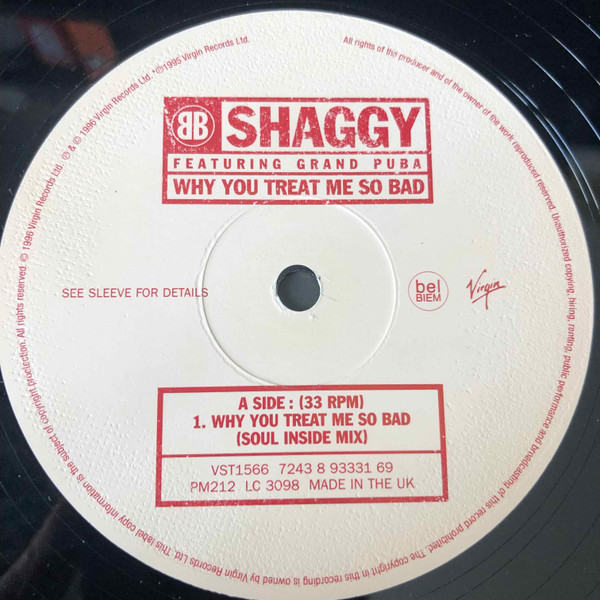 BB SHAGGY
FEATURING GRAND PUBA
WHY YOU TREAT ME SO BAD
SEE SLEEVE FOR DETAILS
bel
BIEM
Virgin
A SIDE : (33 RPM)
1. WHY YOU TREAT ME SO BAD
(SOUL INSIDE MIX)
VST1566 7243 8 93331 69
PM212 LC 3098 MADE IN THE UK
All rights of the producer and of the owner of the work reproduced reserved. Unauthorized copying, hiring, renting, public performance and broadcasting of this record prohibited. The copyright in this recording is owned by Virgin Records Ltd. This label copy information is the subject of copyright protection. All rights reserved. © 1996 Virgin Records Ltd. ℗ & © 1996 Virgin Records Ltd. *℗1995 Virgin Records Ltd.